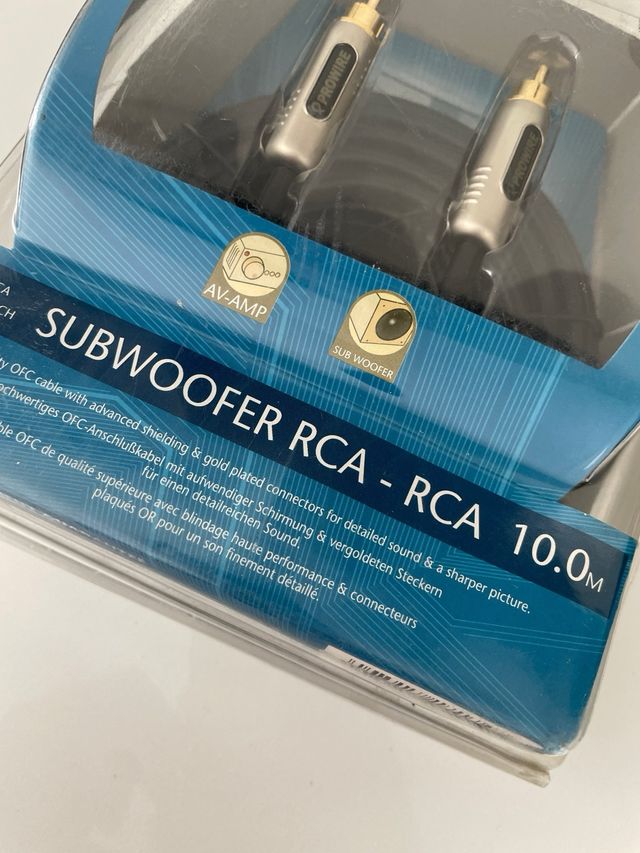 PROWIRE
PROWIRE
AV-AMP
SUB WOOFER
SUBWOOFER RCA - RCA 10.0M
OFC cable with advanced shielding & gold plated connectors for detailed sound & a sharper picture.
OFC-Anschlußkabel mit aufwendiger Schirmung & vergoldeten Steckern
für einen detailreichen Sound.
OFC de qualité supérieure avec blindage haute performance & connecteurs
plaqués OR pour un son finement détaillé.